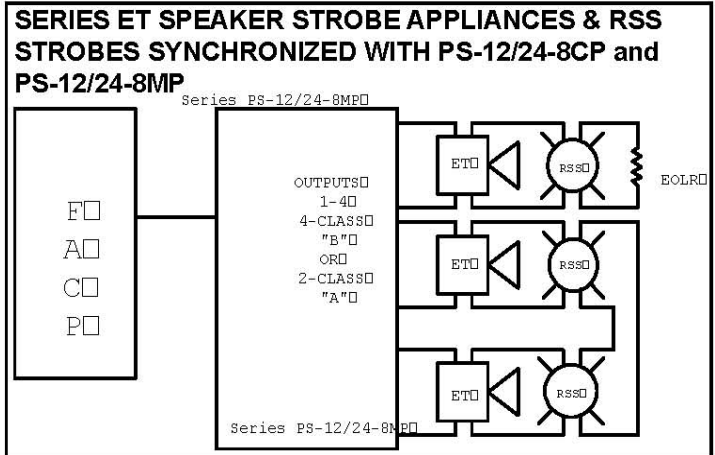 SERIES ET SPEAKER STROBE APPLIANCES & RSS
STROBES SYNCHRONIZED WITH PS-12/24-8CP and
PS-12/24-8MP
Series PS-12/24-8MP□
F□
A□
C□
P□
OUTPUTS□
1-4□
4-CLASS□
"B"□
OR□
2-CLASS□
"A"□
ET□
RSS□
EOLR□
ET□
RSS□
ET□
RSS□
Series PS-12/24-8MP□